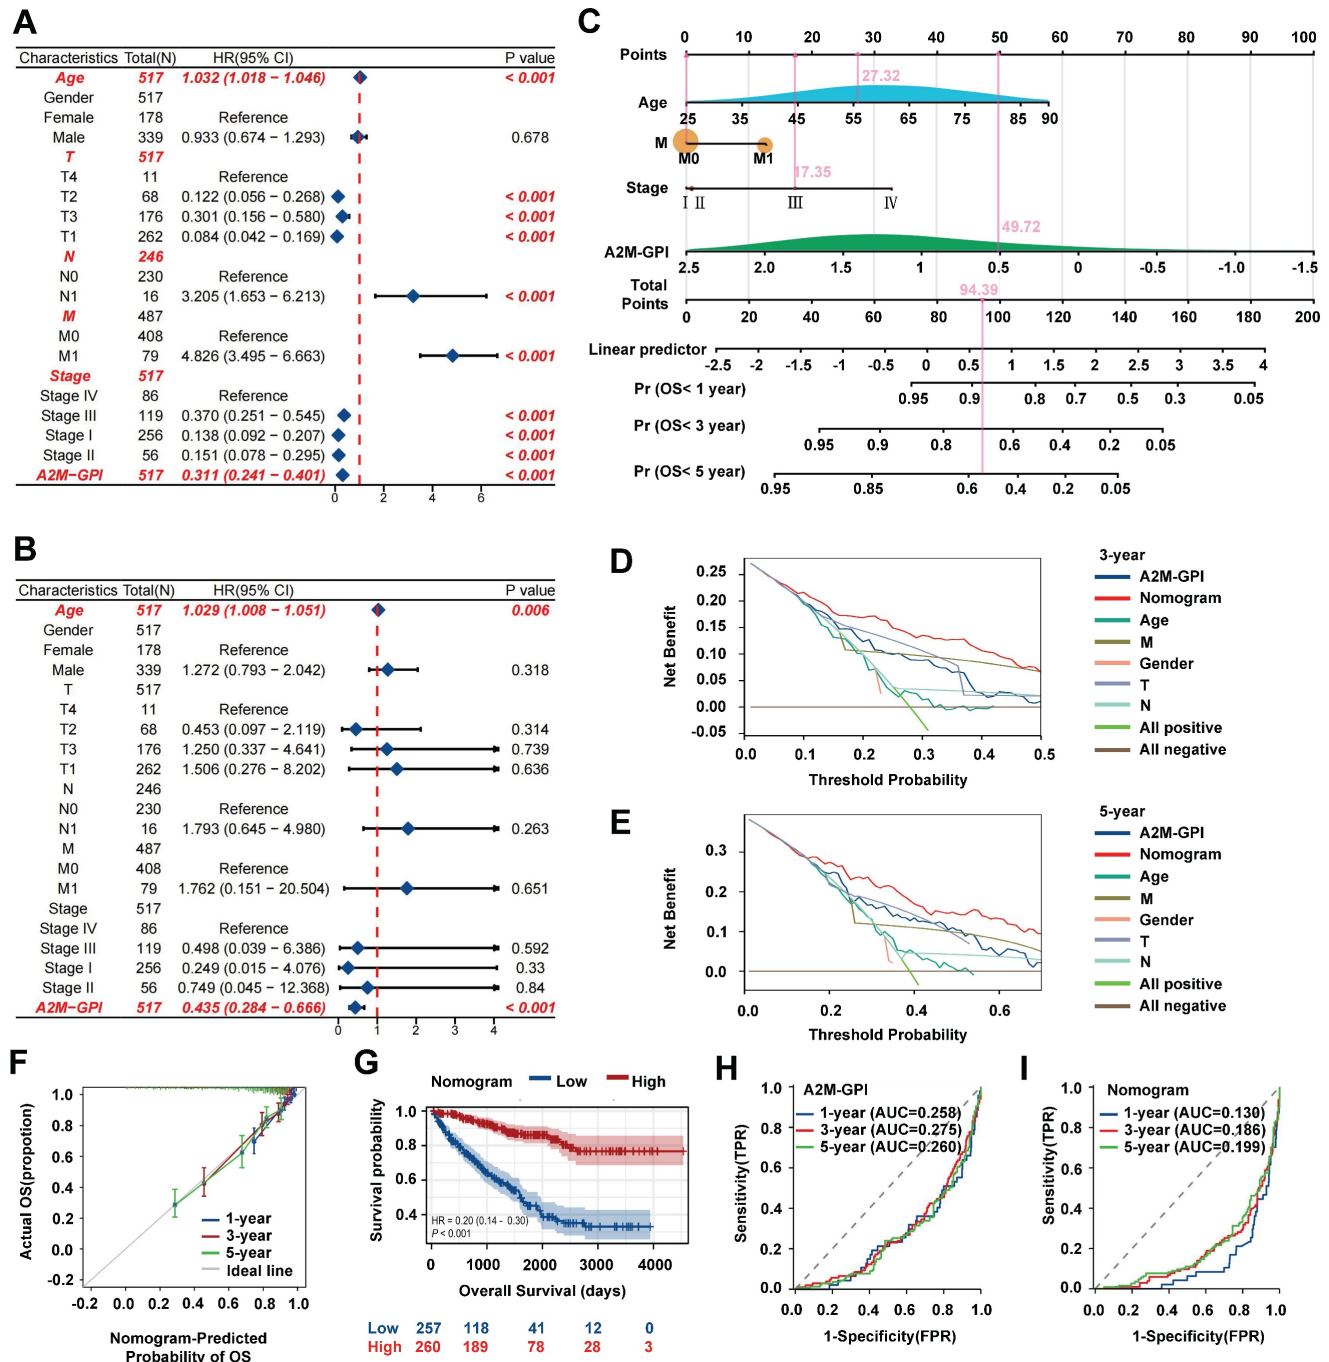 A
Characteristics Total(N) HR(95% CI) P value
Age 517 1.032 (1.018 − 1.046) < 0.001
Gender 517
Female 178 Reference
Male 339 0.933 (0.674 − 1.293) 0.678
T 517
T4 11 Reference
T2 68 0.122 (0.056 − 0.268) < 0.001
T3 176 0.301 (0.156 − 0.580) < 0.001
T1 262 0.084 (0.042 − 0.169) < 0.001
N 246
N0 230 Reference
N1 16 3.205 (1.653 − 6.213) < 0.001
M 487
M0 408 Reference
M1 79 4.826 (3.495 − 6.663) < 0.001
Stage 517
Stage IV 86 Reference
Stage III 119 0.370 (0.251 − 0.545) < 0.001
Stage I 256 0.138 (0.092 − 0.207) < 0.001
Stage II 56 0.151 (0.078 − 0.295) < 0.001
A2M−GPI 517 0.311 (0.241 − 0.401) < 0.001
0 2 4 6
B
Characteristics Total(N) HR(95% CI) P value
Age 517 1.029 (1.008 − 1.051) 0.006
Gender 517
Female 178 Reference
Male 339 1.272 (0.793 − 2.042) 0.318
T 517
T4 11 Reference
T2 68 0.453 (0.097 − 2.119) 0.314
T3 176 1.250 (0.337 − 4.641) 0.739
T1 262 1.506 (0.276 − 8.202) 0.636
N 246
N0 230 Reference
N1 16 1.793 (0.645 − 4.980) 0.263
M 487
M0 408 Reference
M1 79 1.762 (0.151 − 20.504) 0.651
Stage 517
Stage IV 86 Reference
Stage III 119 0.498 (0.039 − 6.386) 0.592
Stage I 256 0.249 (0.015 − 4.076) 0.33
Stage II 56 0.749 (0.045 − 12.368) 0.84
A2M−GPI 517 0.435 (0.284 − 0.666) < 0.001
0 1 2 3 4
C
0 10 20 30 40 50 60 70 80 90 100
Points
27.32
Age
25 35 45 55 65 75 85 90
M
M0 M1
17.35
Stage
I II III IV
49.72
A2M-GPI
2.5 2.0 1.5 1 0.5 0 -0.5 -1 -1.5
Total Points
94.39
0 20 40 60 80 100 120 140 160 180 200
Linear predictor
-2.5 -2 -1.5 -1 -0.5 0 0.5 1 1.5 2 2.5 3 3.5 4
Pr (OS< 1 year)
0.95 0.9 0.8 0.7 0.5 0.3 0.05
Pr (OS< 3 year)
0.95 0.9 0.8 0.6 0.4 0.2 0.05
Pr (OS< 5 year)
0.95 0.85 0.6 0.4 0.2 0.05
D
Net Benefit
0.25
0.20
0.15
0.10
0.05
0.00
-0.05
0.0 0.1 0.2 0.3 0.4 0.5
Threshold Probability
3-year
A2M-GPI
Nomogram
Age
M
Gender
T
N
All positive
All negative
E
Net Benefit
0.3
0.2
0.1
0.0
0.0 0.2 0.4 0.6
Threshold Probability
5-year
A2M-GPI
Nomogram
Age
M
Gender
T
N
All positive
All negative
F
Actual OS(propotion)
1.0
0.8
0.6
0.4
0.2
0.0
-0.2
1-year
3-year
5-year
Ideal line
-0.2 0.0 0.2 0.4 0.6 0.8 1.0
Nomogram-Predicted
Probability of OS
G
Nomogram Low High
Survival probability
1.0
0.8
0.6
0.4
HR = 0.20 (0.14 - 0.30)
P < 0.001
0 1000 2000 3000 4000
Overall Survival (days)
Low 257 118 41 12 0
High 260 189 78 28 3
H
A2M-GPI
1-year (AUC=0.258)
3-year (AUC=0.275)
5-year (AUC=0.260)
Sensitivity(TPR)
1.0
0.8
0.6
0.4
0.2
0.0
0.0 0.2 0.4 0.6 0.8 1.0
1-Specificity(FPR)
I
Nomogram
1-year (AUC=0.130)
3-year (AUC=0.186)
5-year (AUC=0.199)
Sensitivity(TPR)
1.0
0.8
0.6
0.4
0.2
0.0
0.0 0.2 0.4 0.6 0.8 1.0
1-Specificity(FPR)